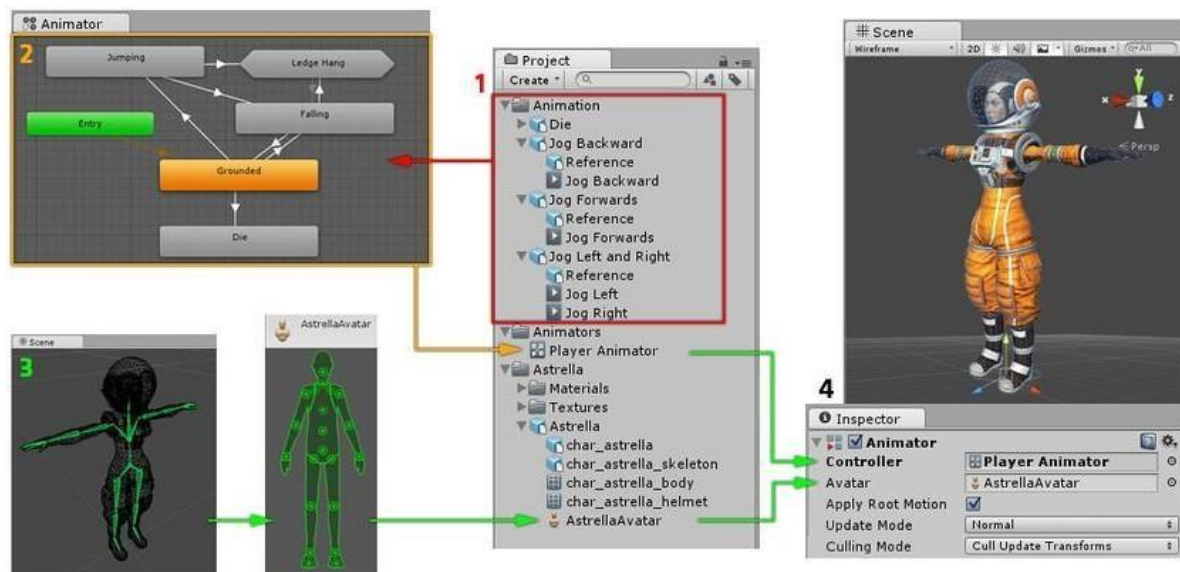 Animator
2
Jumping
Ledge Hang
Falling
Entry
Grounded
Die
1
Project
Create
Animation
Die
Jog Backward
Reference
Jog Backward
Jog Forwards
Reference
Jog Forwards
Jog Left and Right
Reference
Jog Left
Jog Right
Animators
Player Animator
Astrella
Materials
Textures
Astrella
char_astrella
char_astrella_skeleton
char_astrella_body
char_astrella_helmet
AstrellaAvatar
Scene
3
AstrellaAvatar
Scene
Wireframe 2D Gizmos All
y
x z
Persp
4
Inspector
Animator
Controller Player Animator
Avatar AstrellaAvatar
Apply Root Motion
Update Mode Normal
Culling Mode Cull Update Transforms